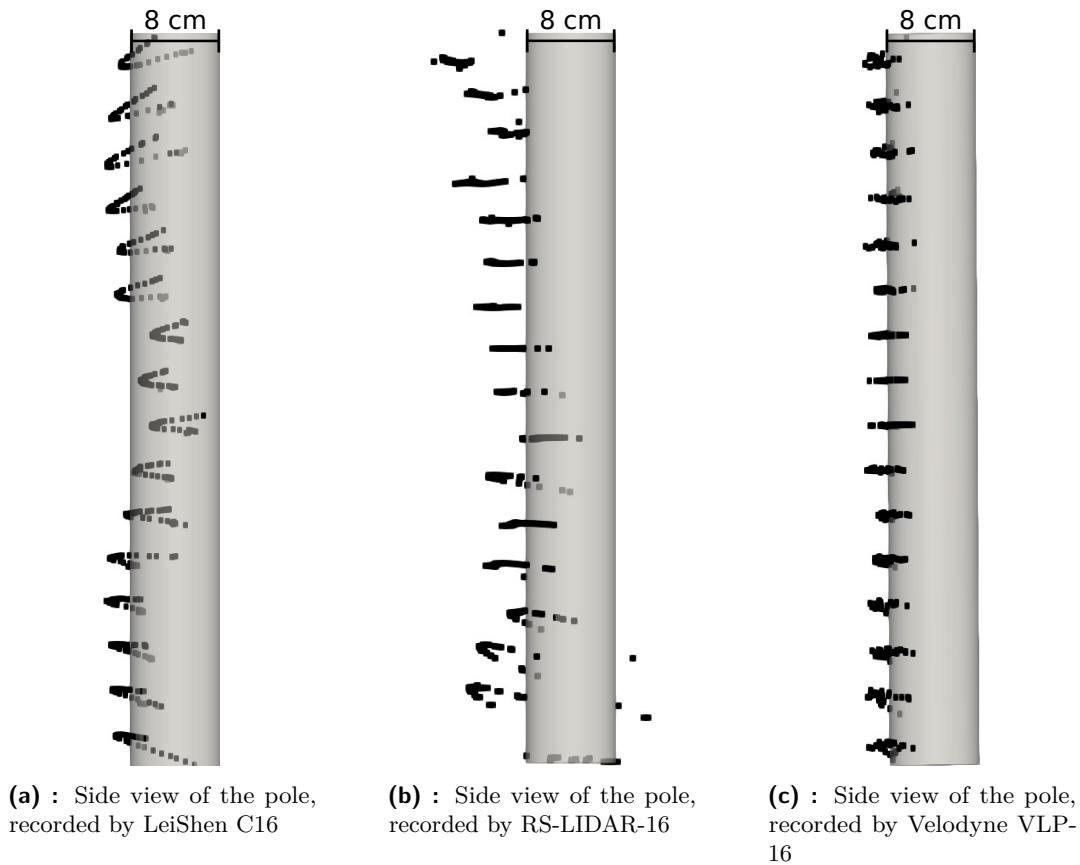 8 cm
8 cm
8 cm
(a) : Side view of the pole,
recorded by LeiShen C16
(b) : Side view of the pole,
recorded by RS-LIDAR-16
(c) : Side view of the pole,
recorded by Velodyne VLP-
16